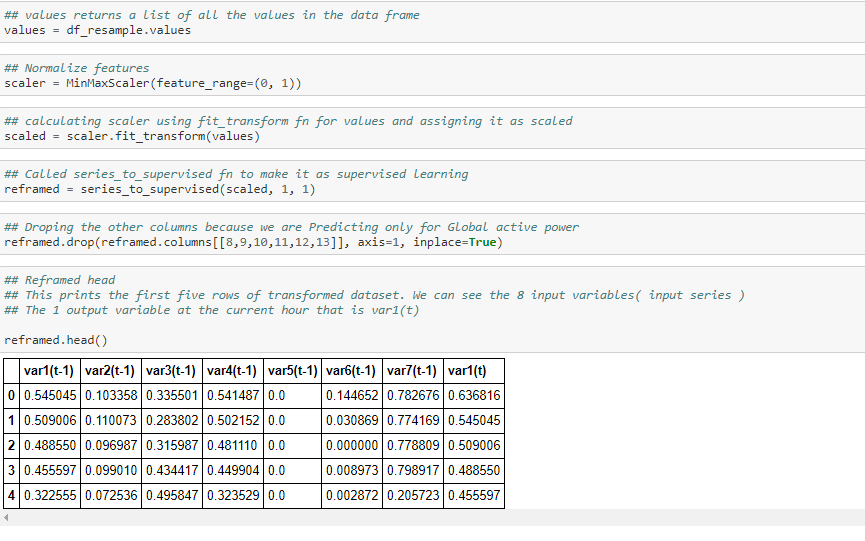 ## values returns a list of all the values in the data frame
values = df_resample.values
## Normalize features
scaler = MinMaxScaler(feature_range=(0, 1))
## calculating scaler using fit_transform fn for values and assigning it as scaled
scaled = scaler.fit_transform(values)
## Called series_to_supervised fn to make it as supervised learning
reframed = series_to_supervised(scaled, 1, 1)
## Droping the other columns because we are Predicting only for Global active power
reframed.drop(reframed.columns[[8,9,10,11,12,13]], axis=1, inplace=True)
## Reframed head
## This prints the first five rows of transformed dataset. We can see the 8 input variables( input series )
## The 1 output variable at the current hour that is var1(t)
reframed.head()
var1(t-1) var2(t-1) var3(t-1) var4(t-1) var5(t-1) var6(t-1) var7(t-1) var1(t)
0 0.545045 0.103358 0.335501 0.541487 0.0 0.144652 0.782676 0.636816
1 0.509006 0.110073 0.283802 0.502152 0.0 0.030869 0.774169 0.545045
2 0.488550 0.096987 0.315987 0.481110 0.0 0.000000 0.778809 0.509006
3 0.455597 0.099010 0.434417 0.449904 0.0 0.008973 0.798917 0.488550
4 0.322555 0.072536 0.495847 0.323529 0.0 0.002872 0.205723 0.455597